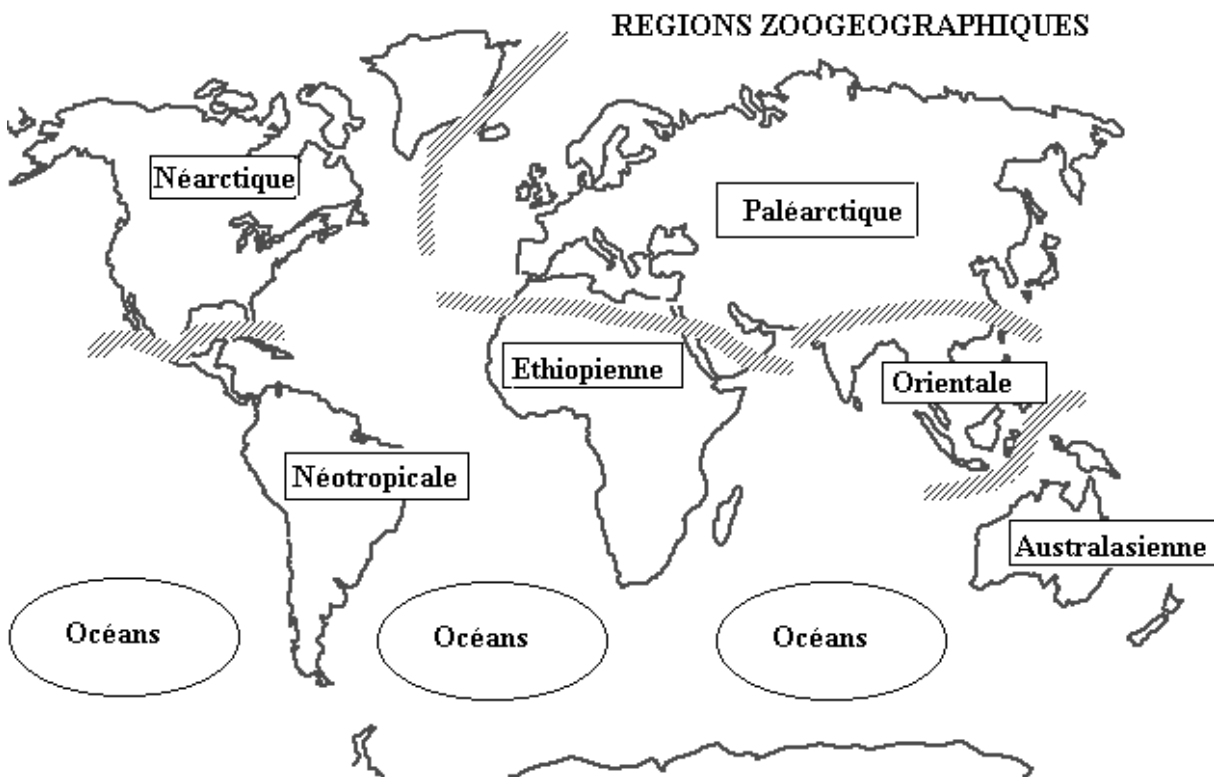 REGIONS ZOOGEOGRAPHIQUES
Néarctique
Paléarctique
Ethiopienne
Orientale
Néotropicale
Australasienne
Océans
Océans
Océans